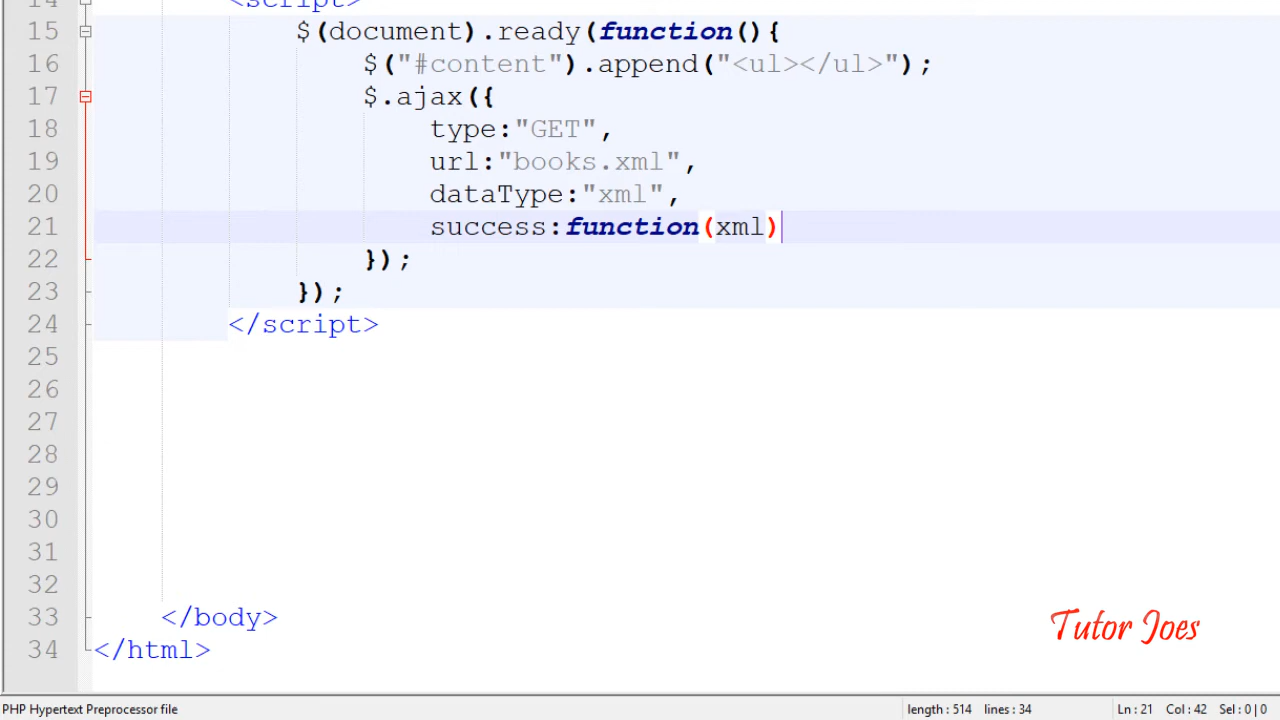 14 <script>
15 $(document).ready(function(){
16 $("#content").append("<ul></ul>");
17 $.ajax({
18 type:"GET",
19 url:"books.xml",
20 dataType:"xml",
21 success:function(xml)
22 });
23 });
24 </script>
25
26
27
28
29
30
31
32
33 </body>
34 </html>
Tutor Joes
PHP Hypertext Preprocessor file length : 514 lines : 34 Ln : 21 Col : 42 Sel : 0 | 0